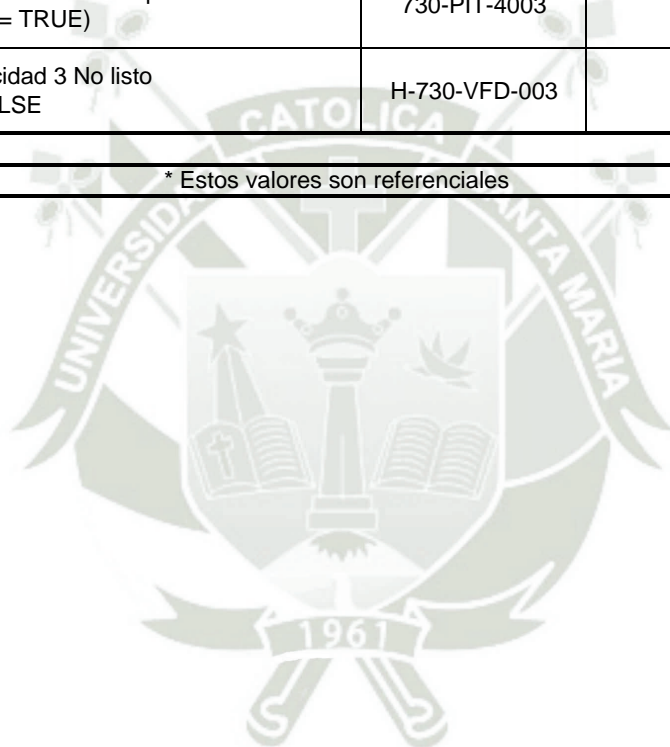 = TRUE)
730-PIT-4003
cidad 3 No listo
LSE
H-730-VFD-003
* Estos valores son referenciales
UNIVERSIDAD CATOLICA SANTA MARIA
1961